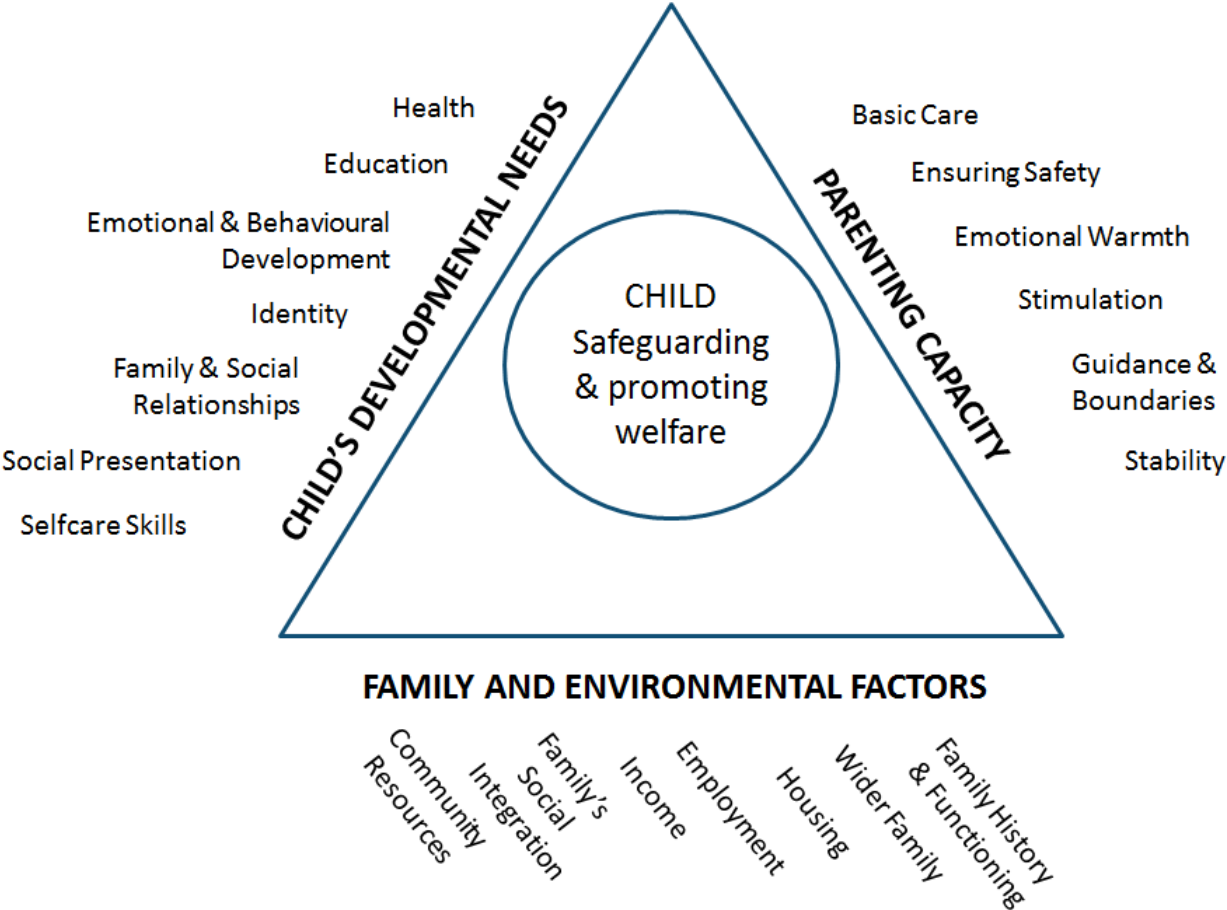 Health
Education
Emotional & Behavioural
Development
Identity
Family & Social
Relationships
Social Presentation
Selfcare Skills
CHILD'S DEVELOPMENTAL NEEDS
CHILD
Safeguarding
& promoting
welfare
PARENTING CAPACITY
Basic Care
Ensuring Safety
Emotional Warmth
Stimulation
Guidance &
Boundaries
Stability
FAMILY AND ENVIRONMENTAL FACTORS
Community
Resources
Family's
Social
Integration
Income
Employment
Housing
Wider Family
Family History
& Functioning